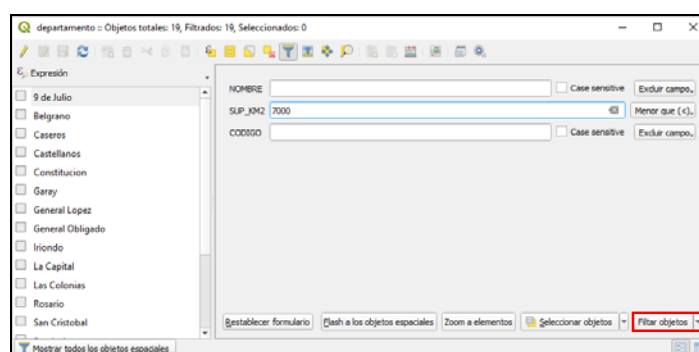 departamento :: Objetos totales: 19, Filtrados: 19, Seleccionados: 0
Expresión
9 de Julio
Belgrano
Caseros
Castellanos
Constitucion
Garay
General Lopez
General Obligado
Iriondo
La Capital
Las Colonias
Rosario
San Cristobal
NOMBRE Case sensitive Excluir campo
SUP_KM2 7000 Menor que (<)
CODIGO Case sensitive Excluir campo
Restablecer formulario Flash a los objetos espaciales Zoom a elementos Seleccionar objetos Filtar objetos
Mostrar todos los objetos espaciales